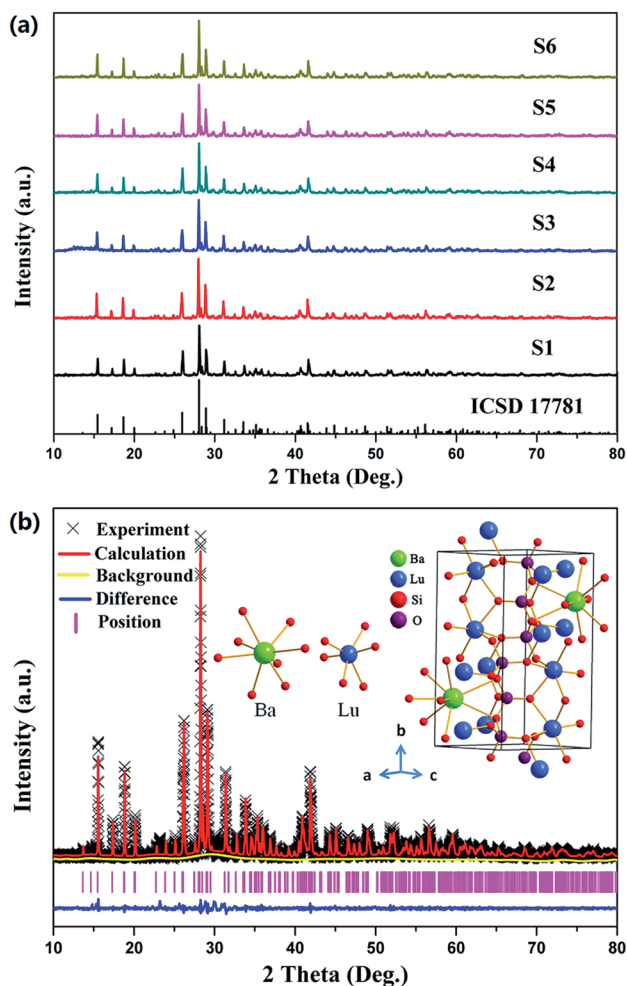 (a)
S6
S5
S4
S3
S2
S1
ICSD 17781
Intensity (a.u.)
10 20 30 40 50 60 70 80
2 Theta (Deg.)
(b)
Experiment
Calculation
Background
Difference
Position
Ba
Lu
Si
O
Ba
Lu
b
a
c
Intensity (a.u.)
10 20 30 40 50 60 70 80
2 Theta (Deg.)